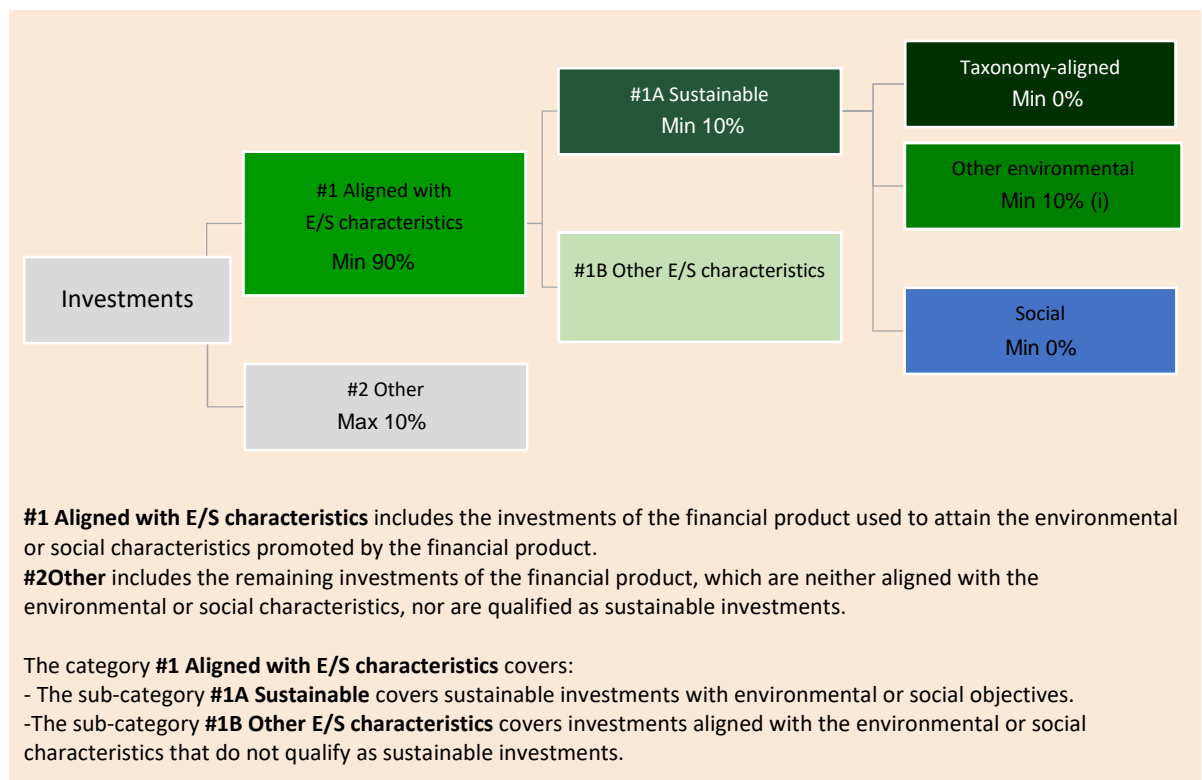 Investments
#1 Aligned with
E/S characteristics
Min 90%
#2 Other
Max 10%
#1A Sustainable
Min 10%
#1B Other E/S characteristics
Taxonomy-aligned
Min 0%
Other environmental
Min 10% (i)
Social
Min 0%
#1 Aligned with E/S characteristics includes the investments of the financial product used to attain the environmental
or social characteristics promoted by the financial product.
#2Other includes the remaining investments of the financial product, which are neither aligned with the
environmental or social characteristics, nor are qualified as sustainable investments.
The category #1 Aligned with E/S characteristics covers:
- The sub-category #1A Sustainable covers sustainable investments with environmental or social objectives.
-The sub-category #1B Other E/S characteristics covers investments aligned with the environmental or social
characteristics that do not qualify as sustainable investments.